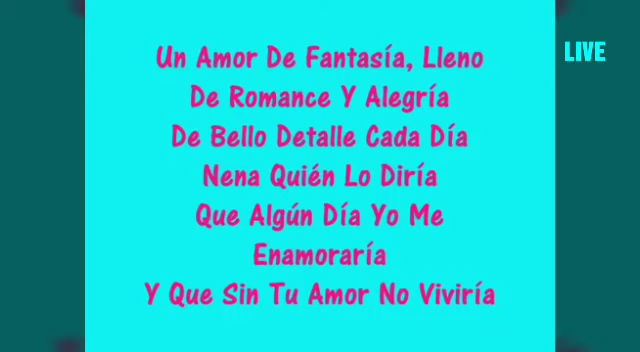 Un Amor De Fantasía, Lleno
De Romance Y Alegría
De Bello Detalle Cada Día
Nena Quién Lo Diría
Que Algún Día Yo Me
Enamoraría
Y Que Sin Tu Amor No Viviría
LIVE